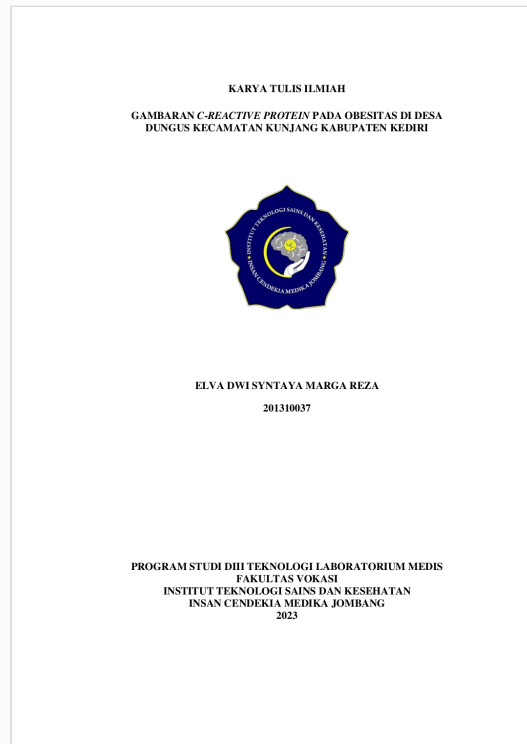 KARYA TULIS ILMIAH
GAMBARAN C-REACTIVE PROTEIN PADA OBESITAS DI DESA
DUNGUS KECAMATAN KUNJANG KABUPATEN KEDIRI
INSTITUT TEKNOLOGI SAINS DAN KESEHATAN
INSAN CENDEKIA MEDIKA JOMBANG
ELVA DWI SYNTAYA MARGA REZA
201310037
PROGRAM STUDI DIII TEKNOLOGI LABORATORIUM MEDIS
FAKULTAS VOKASI
INSTITUT TEKNOLOGI SAINS DAN KESEHATAN
INSAN CENDEKIA MEDIKA JOMBANG
2023